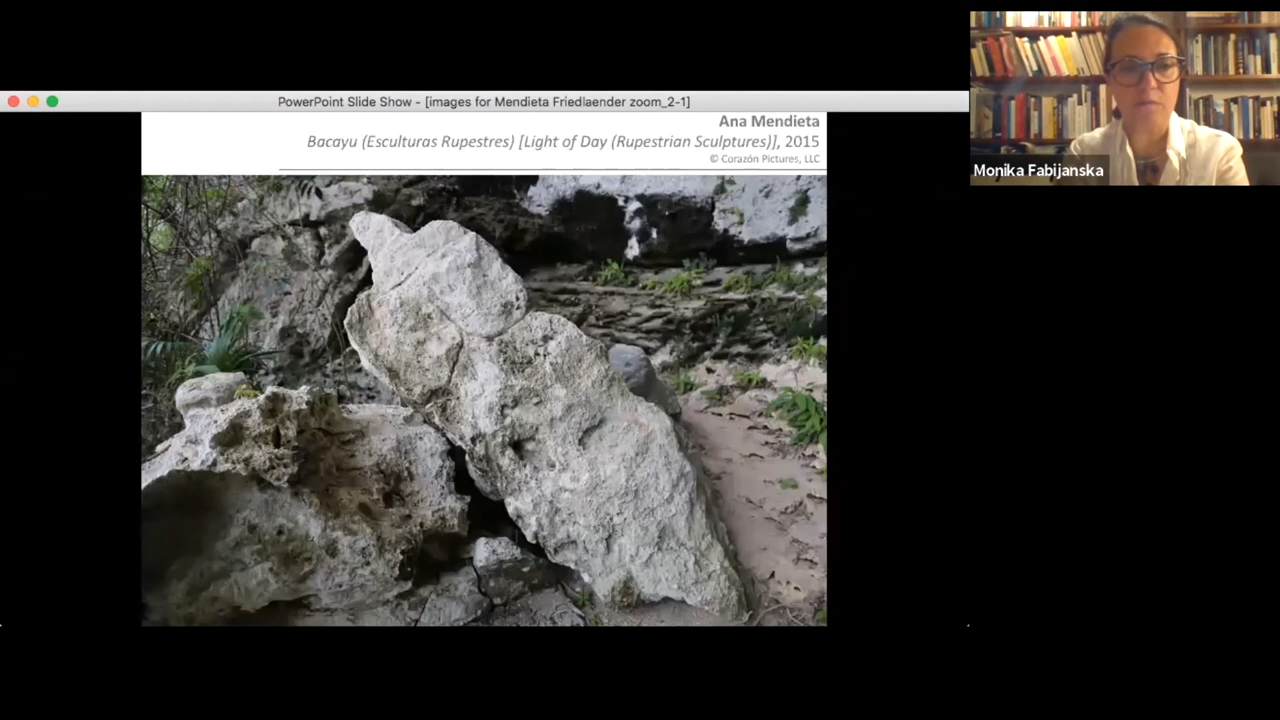 PowerPoint Slide Show - [images for Mendieta Friedlaender zoom_2-1]
Ana Mendieta
Bacayu (Esculturas Rupestres) [Light of Day (Rupestrian Sculptures)], 2015
© Corazón Pictures, LLC
Monika Fabijanska